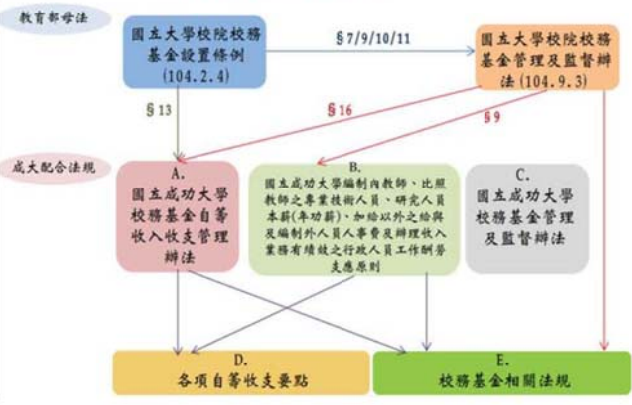 教育部母法
國立大學校院校務
基金設置條例
(104.2.4)
§7/9/10/11
國立大學校院校務
基金管理及監督辦
法(104.9.3)
§13
§16
§9
成大配合法規
A.
國立成功大學
校務基金自籌
收入收支管理
辦法
B.
國立成功大學編制內教師、比照
教師之專業技術人員、研究人員
本薪(年功薪)、加給以外之給與
及編制外人員人事費及辦理收入
業務有績效之行政人員工作酬勞
支應原則
C.
國立成功大學
校務基金管理
及監督辦法
D.
各項自籌收支要點
E.
校務基金相關法規